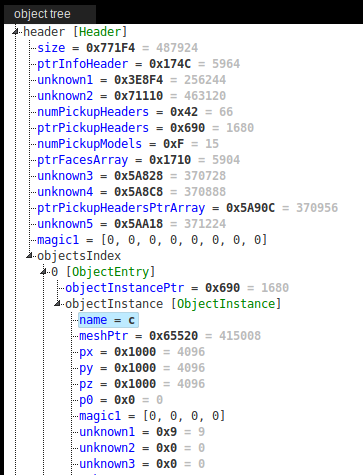 object tree
header [Header]
size = 0x771F4 = 487924
ptrInfoHeader = 0x174C = 5964
unknown1 = 0x3E8F4 = 256244
unknown2 = 0x71110 = 463120
numPickupHeaders = 0x42 = 66
ptrPickupHeaders = 0x690 = 1680
numPickupModels = 0xF = 15
ptrFacesArray = 0x1710 = 5904
unknown3 = 0x5A828 = 370728
unknown4 = 0x5A8C8 = 370888
ptrPickupHeadersPtrArray = 0x5A90C = 370956
unknown5 = 0x5AA18 = 371224
magic1 = [0, 0, 0, 0, 0, 0, 0, 0]
objectsIndex
0 [ObjectEntry]
objectInstancePtr = 0x690 = 1680
objectInstance [ObjectInstance]
name = c
meshPtr = 0x65520 = 415008
px = 0x1000 = 4096
py = 0x1000 = 4096
pz = 0x1000 = 4096
p0 = 0x0 = 0
magic1 = [0, 0, 0, 0]
unknown1 = 0x9 = 9
unknown2 = 0x0 = 0
unknown3 = 0x0 = 0